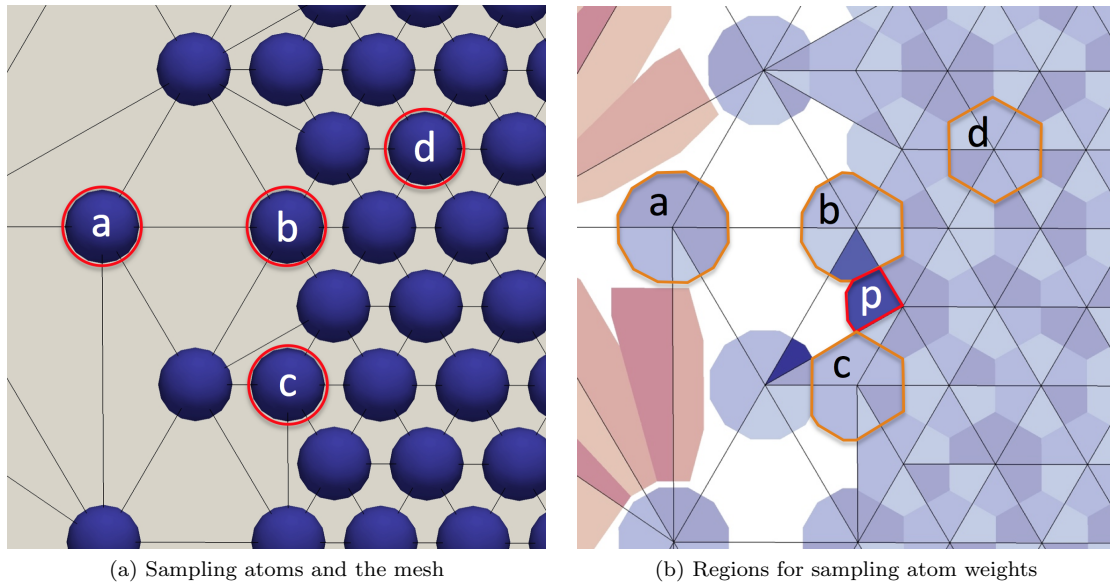 d
a
b
c
d
a
b
p
c
(a) Sampling atoms and the mesh
(b) Regions for sampling atom weights